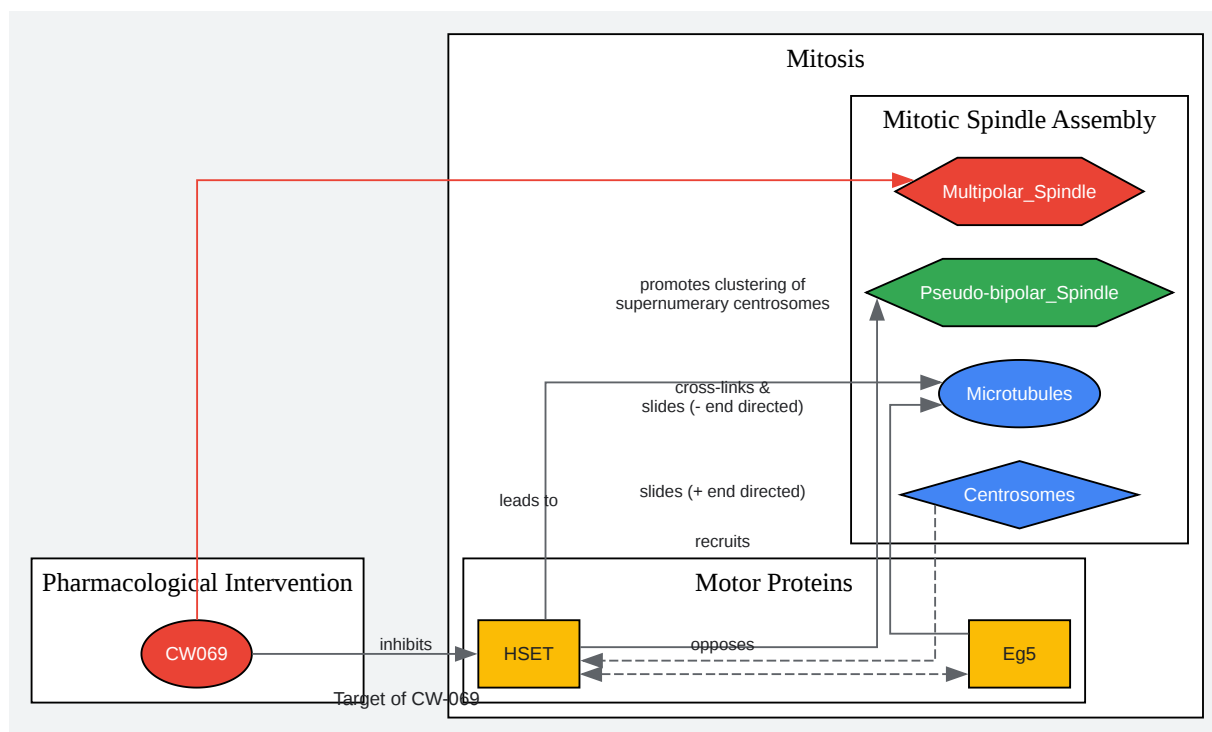 Mitosis
Mitotic Spindle Assembly
Multipolar_Spindle
promotes clustering of
supernumerary centrosomes
Pseudo-bipolar_Spindle
cross-links &
slides (- end directed)
Microtubules
leads to
slides (+ end directed)
Centrosomes
recruits
Pharmacological Intervention
Motor Proteins
CW069
inhibits
HSET
opposes
Eg5
Target of CW-069